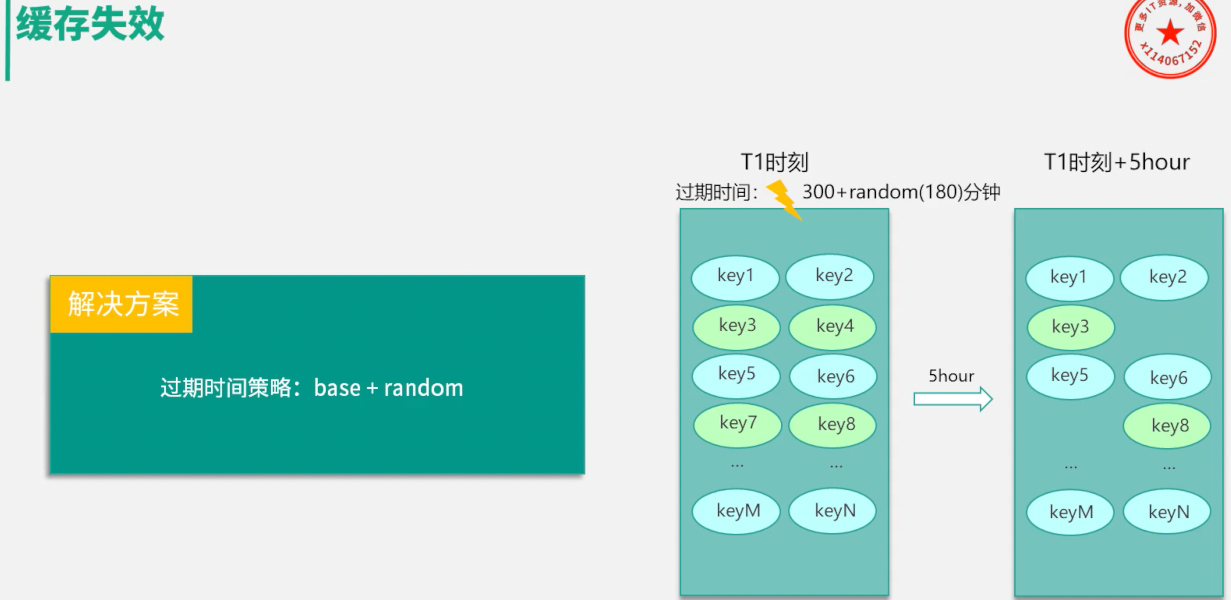 缓存失效
更多IT资源,加微信
x114067152
T1时刻
T1时刻+5hour
过期时间：
300+random(180)分钟
解决方案
过期时间策略：base + random
key1
key2
key3
key4
key5
key6
key7
key8
...
...
keyM
keyN
5hour
key1
key2
key3
key5
key6
key8
...
...
keyM
keyN